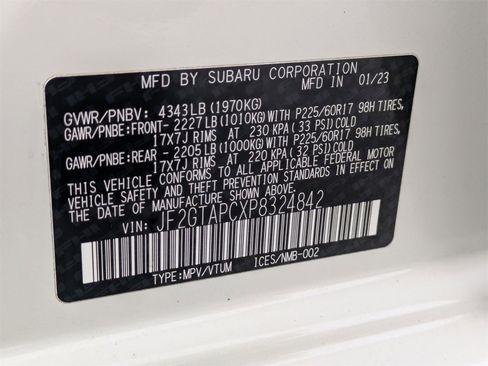 MFD BY SUBARU CORPORATION
MFD IN 01/23
GVWR/PNBV: 4343LB(1970KG)
GAWR/PNBE:FRONT- 2227LB(1010KG)WITH P225/60R17 98H TIRES,
17X7J RIMS AT 230 KPA(33 PSI)COLD
GAWR/PNBE:REAR - 2205LB(1000KG)WITH P225/60R17 98H TIRES,
17X7J RIMS AT 220 KPA(32 PSI)COLD
THIS VEHICLE CONFORMS TO ALL APPLICABLE FEDERAL MOTOR
VEHICLE SAFETY AND THEFT PREVENTION STANDARDS IN EFFECT
ON THE DATE OF MANUFACTURE SHOWN ABOVE.
VIN: JF2GTAPCXP8324842
TYPE:MPV/VTUM ICES/NMB-002